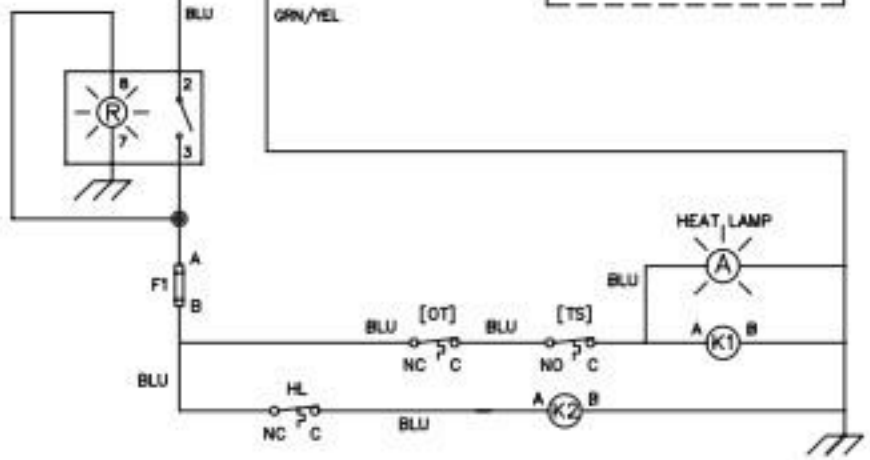 BLU
GRN/YEL
8
2
R
7
3
HEAT LAMP
A
A
BLU
F1
B
[OT]
[TS]
BLU
BLU
A
B
K1
NC
C
NO
C
BLU
HL
A
B
K2
NC
C
BLU